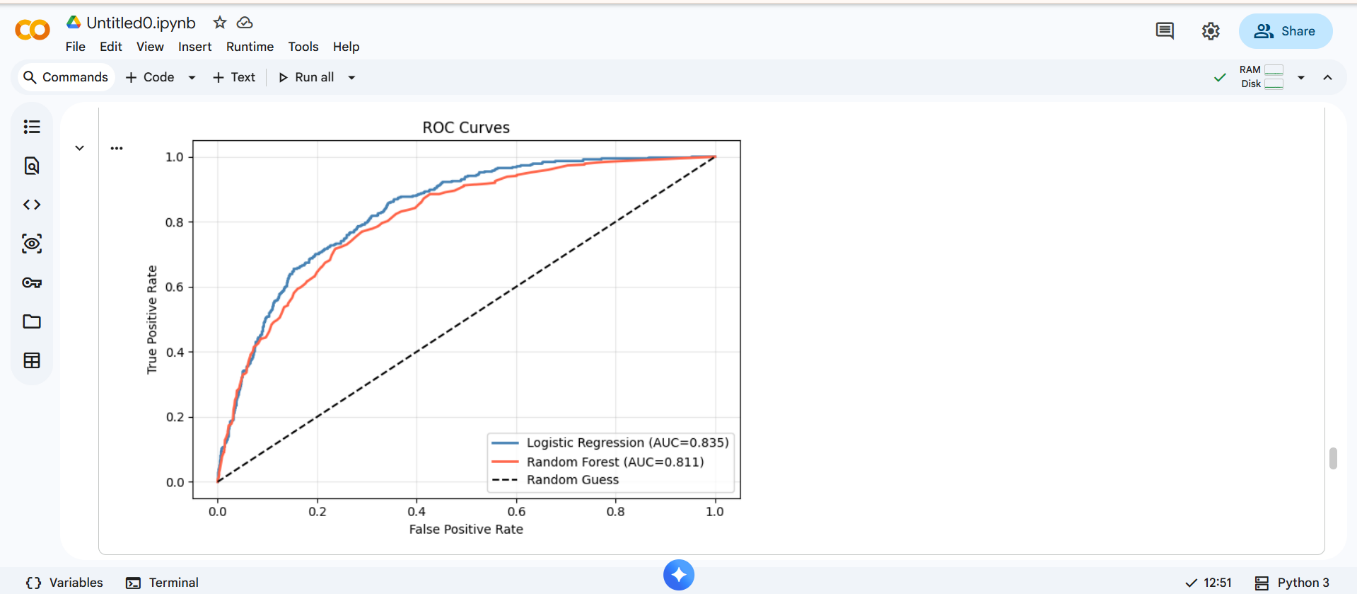 Untitled0.ipynb
File Edit View Insert Runtime Tools Help
Share
Commands + Code + Text Run all
RAM
Disk
ROC Curves
True Positive Rate
1.0
0.8
0.6
0.4
0.2
0.0
Logistic Regression (AUC=0.835)
Random Forest (AUC=0.811)
Random Guess
0.0 0.2 0.4 0.6 0.8 1.0
False Positive Rate
Variables Terminal 12:51 Python 3